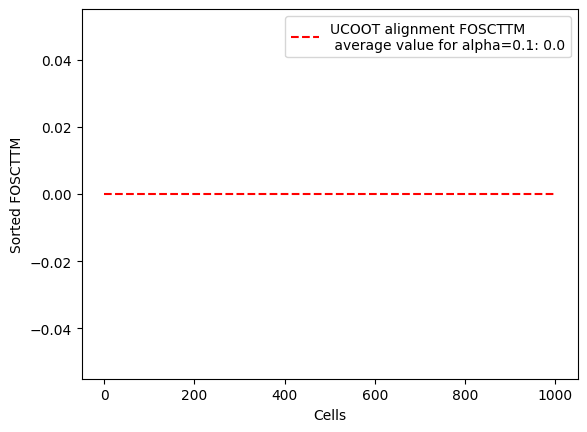 UCOOT alignment FOSCTTM
average value for alpha=0.1: 0.0
0.04
0.02
0.00
−0.02
−0.04
Sorted FOSCTTM
0 200 400 600 800 1000
Cells